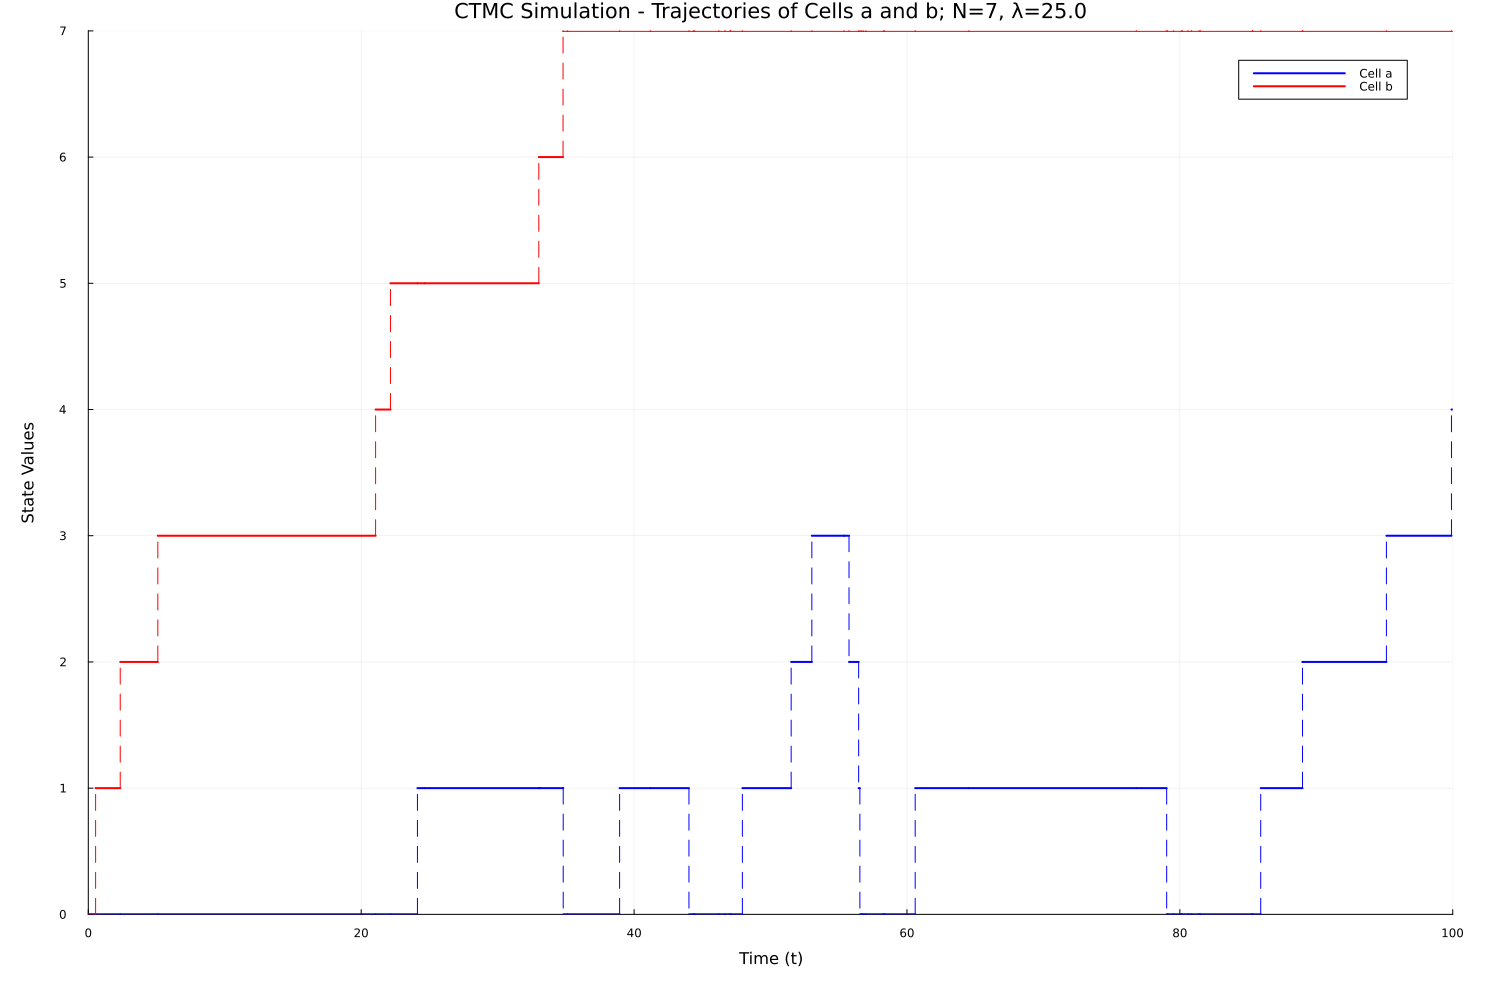 CTMC Simulation - Trajectories of Cells a and b; N=7, λ=25.0
7
Cell a
Cell b
6
5
4
State Values
3
2
1
0
0 20 40 60 80 100
Time (t)